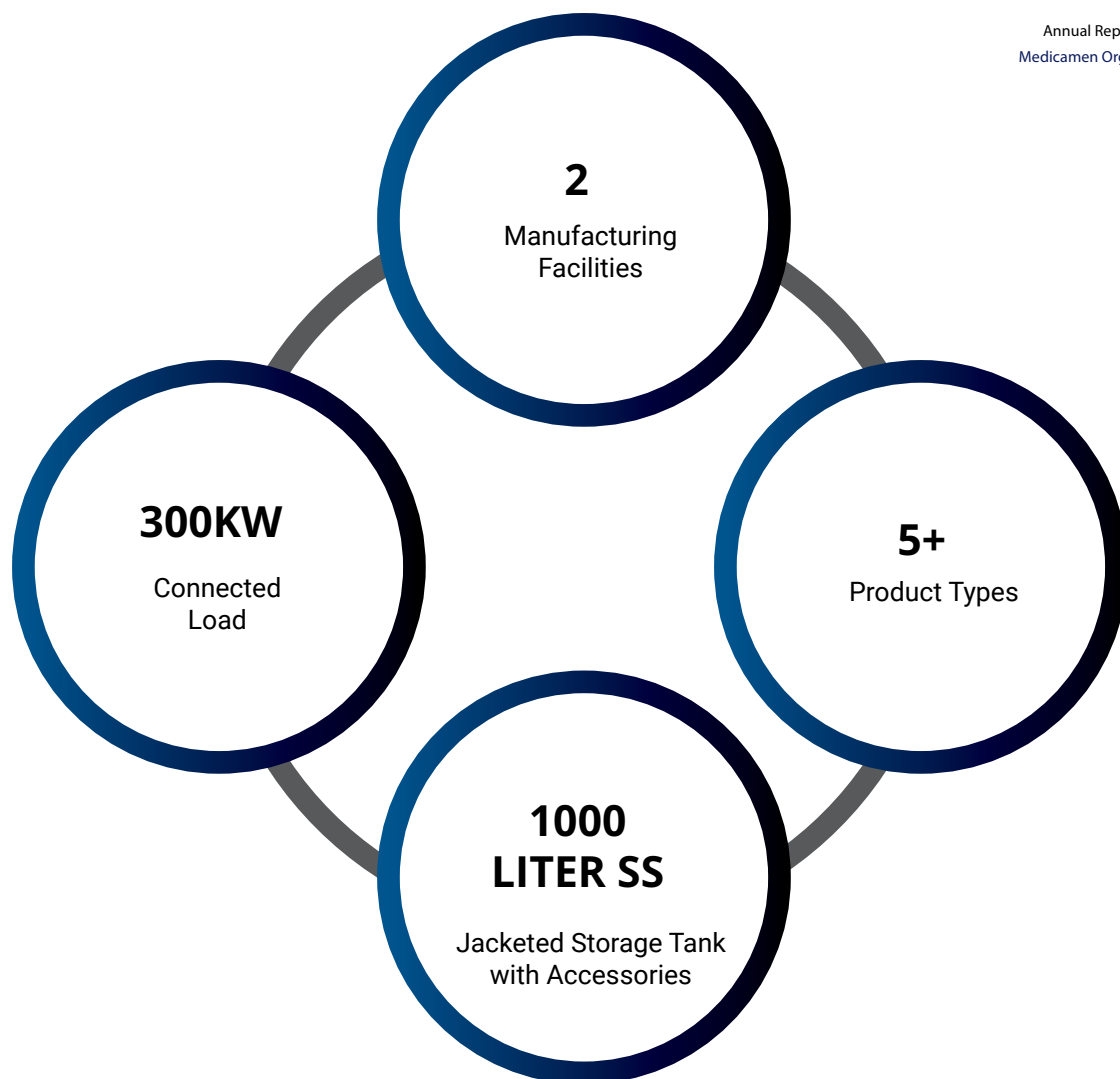 Annual Rep
Medicamen Org
2
Manufacturing
Facilities
300KW
Connected
Load
5+
Product Types
1000
LITER SS
Jacketed Storage Tank
with Accessories